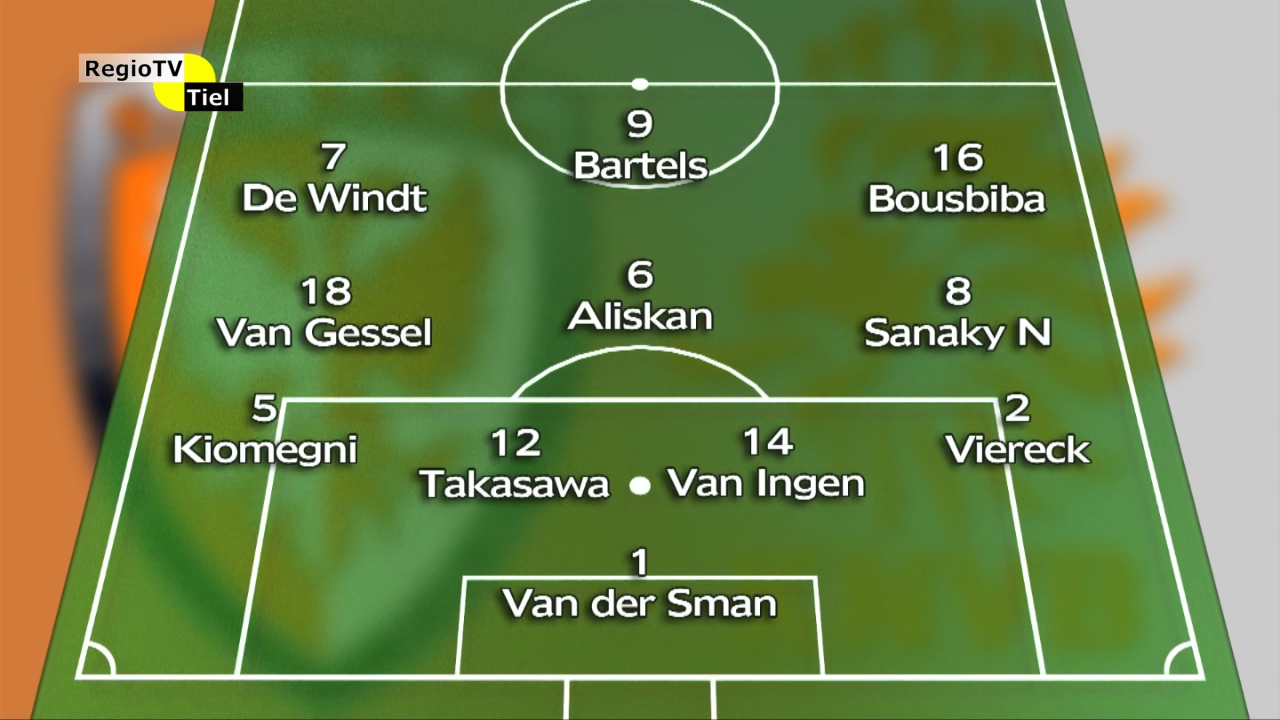 RegioTV
Tiel
9
Bartels
7
De Windt
16
Bousbiba
6
Aliskan
18
Van Gessel
8
Sanaky N
5
Kiomegni
2
Viereck
12
Takasawa
14
Van Ingen
1
Van der Sman